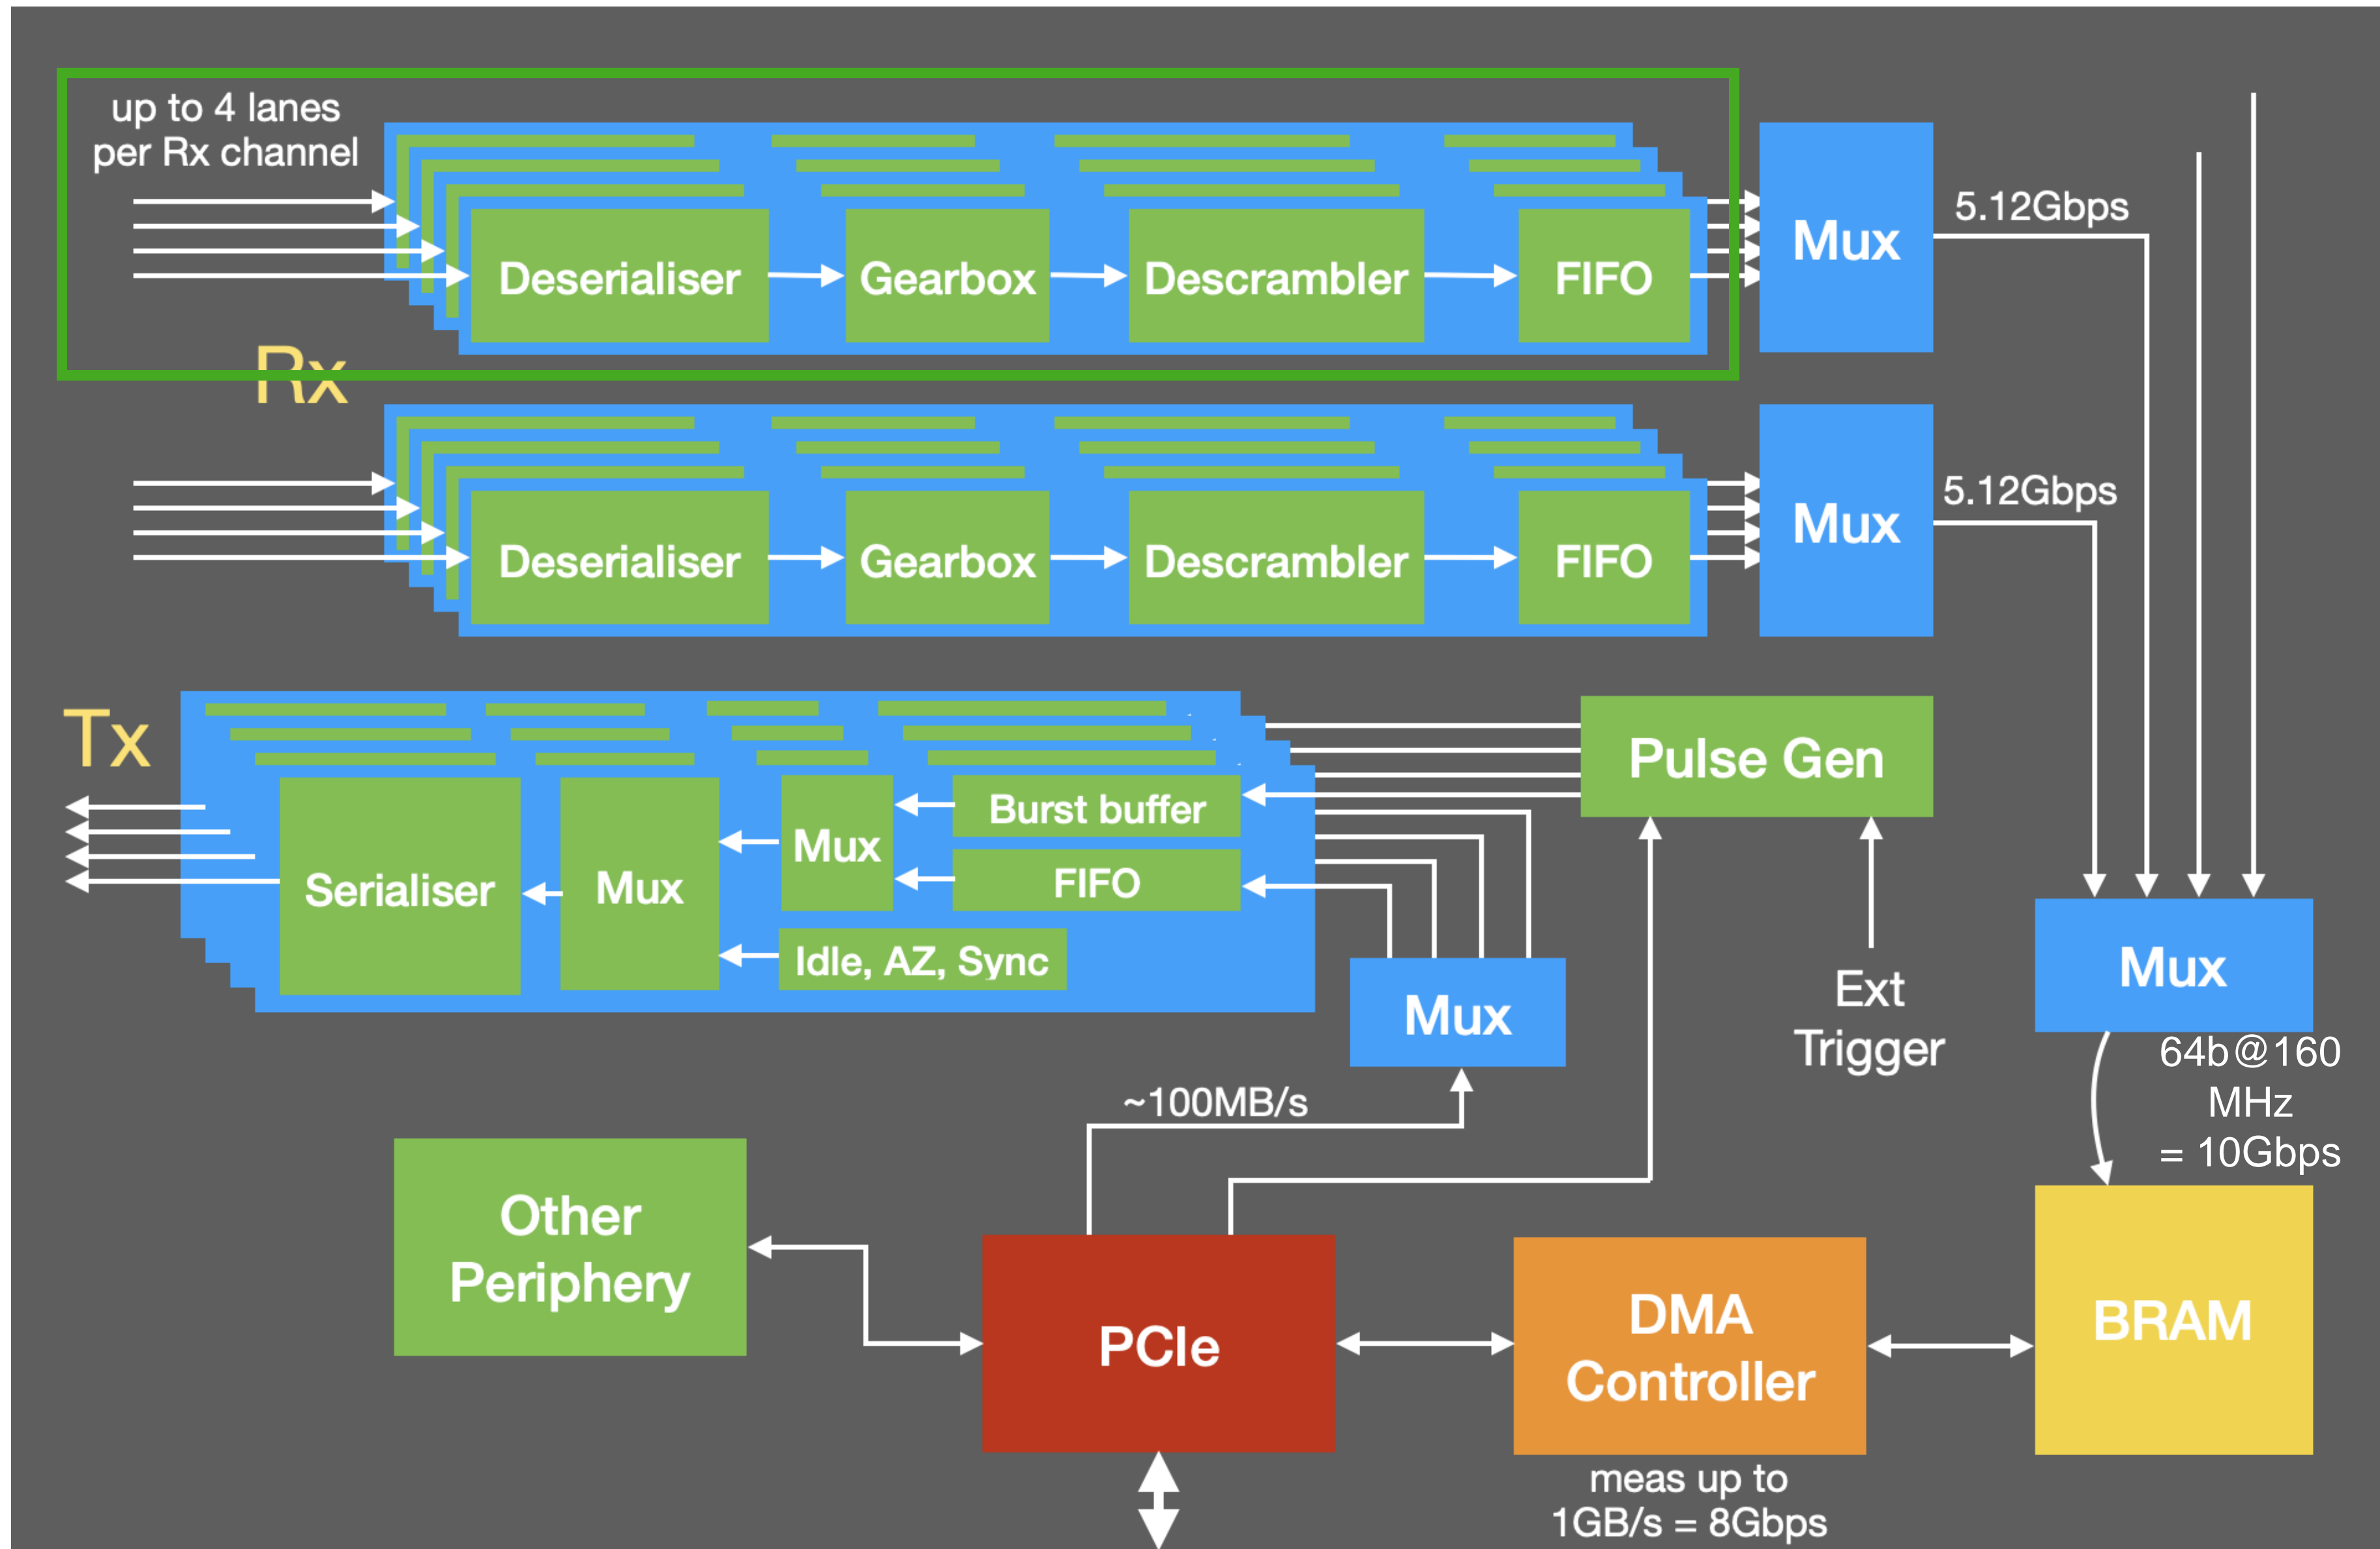 up to 4 lanes
per Rx channel
Deserialiser
Gearbox
Descrambler
FIFO
Mux
5.12Gbps
Rx
Deserialiser
Gearbox
Descrambler
FIFO
Mux
5.12Gbps
Tx
Serialiser
Mux
Mux
Burst buffer
FIFO
Idle, AZ, Sync
Pulse Gen
Mux
Ext
Trigger
Mux
64b@160
MHz
= 10Gbps
~100MB/s
Other
Periphery
PCIe
DMA
Controller
BRAM
meas up to
1GB/s = 8Gbps